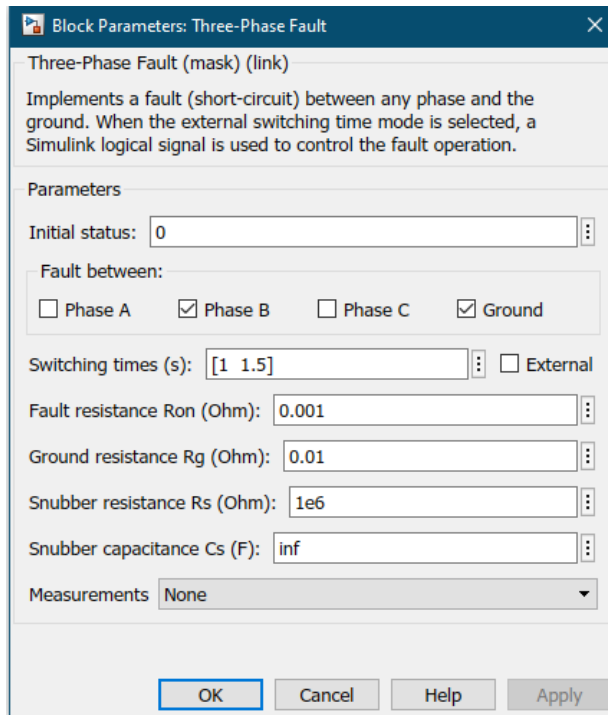 Block Parameters: Three-Phase Fault
Three-Phase Fault (mask) (link)
Implements a fault (short-circuit) between any phase and the
ground. When the external switching time mode is selected, a
Simulink logical signal is used to control the fault operation.
Parameters
Initial status: 0
Fault between:
Phase A Phase B Phase C Ground
Switching times (s): [1 1.5] External
Fault resistance Ron (Ohm): 0.001
Ground resistance Rg (Ohm): 0.01
Snubber resistance Rs (Ohm): 1e6
Snubber capacitance Cs (F): inf
Measurements None
OK Cancel Help Apply